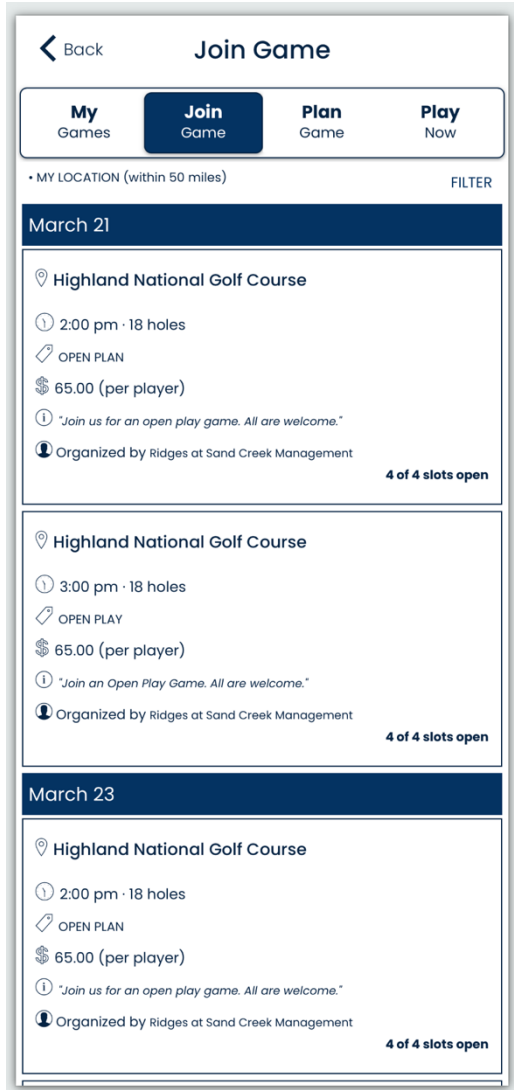 Back
Join Game
My Games
Join Game
Plan Game
Play Now
• MY LOCATION (within 50 miles)
FILTER
March 21
Highland National Golf Course
2:00 pm · 18 holes
OPEN PLAN
$ 65.00 (per player)
"Join us for an open play game. All are welcome."
Organized by Ridges at Sand Creek Management
4 of 4 slots open
Highland National Golf Course
3:00 pm · 18 holes
OPEN PLAY
$ 65.00 (per player)
"Join an Open Play Game. All are welcome."
Organized by Ridges at Sand Creek Management
4 of 4 slots open
March 23
Highland National Golf Course
2:00 pm · 18 holes
OPEN PLAN
$ 65.00 (per player)
"Join us for an open play game. All are welcome."
Organized by Ridges at Sand Creek Management
4 of 4 slots open